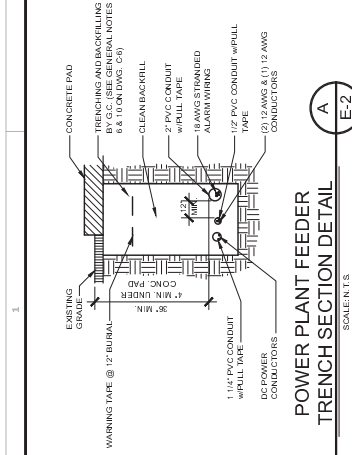 CONCRETE PAD
TRENCHING AND BACKFILLING
BY G.C. (SEE GENERAL NOTES
6 & 10 ON DWG. C-6)
CLEAN BACKFILL
2" PVC CONDUIT
w/PULL TAPE
18 AWG STRANDED
ALARM WIRING
1/2" PVC CONDUIT w/PULL
TAPE
(2) 12 AWG & (1) 12 AWG
CONDUCTORS
12"
MIN.
EXISTING
GRADE
36" MIN.
4" MIN. UNDER
CONC. PAD
WARNING TAPE @ 12" BURIAL
1 1/4" PVC CONDUIT
w/PULL TAPE
DC POWER
CONDUCTORS
POWER PLANT FEEDER
TRENCH SECTION DETAIL
SCALE: N.T.S.
A
E-2
1